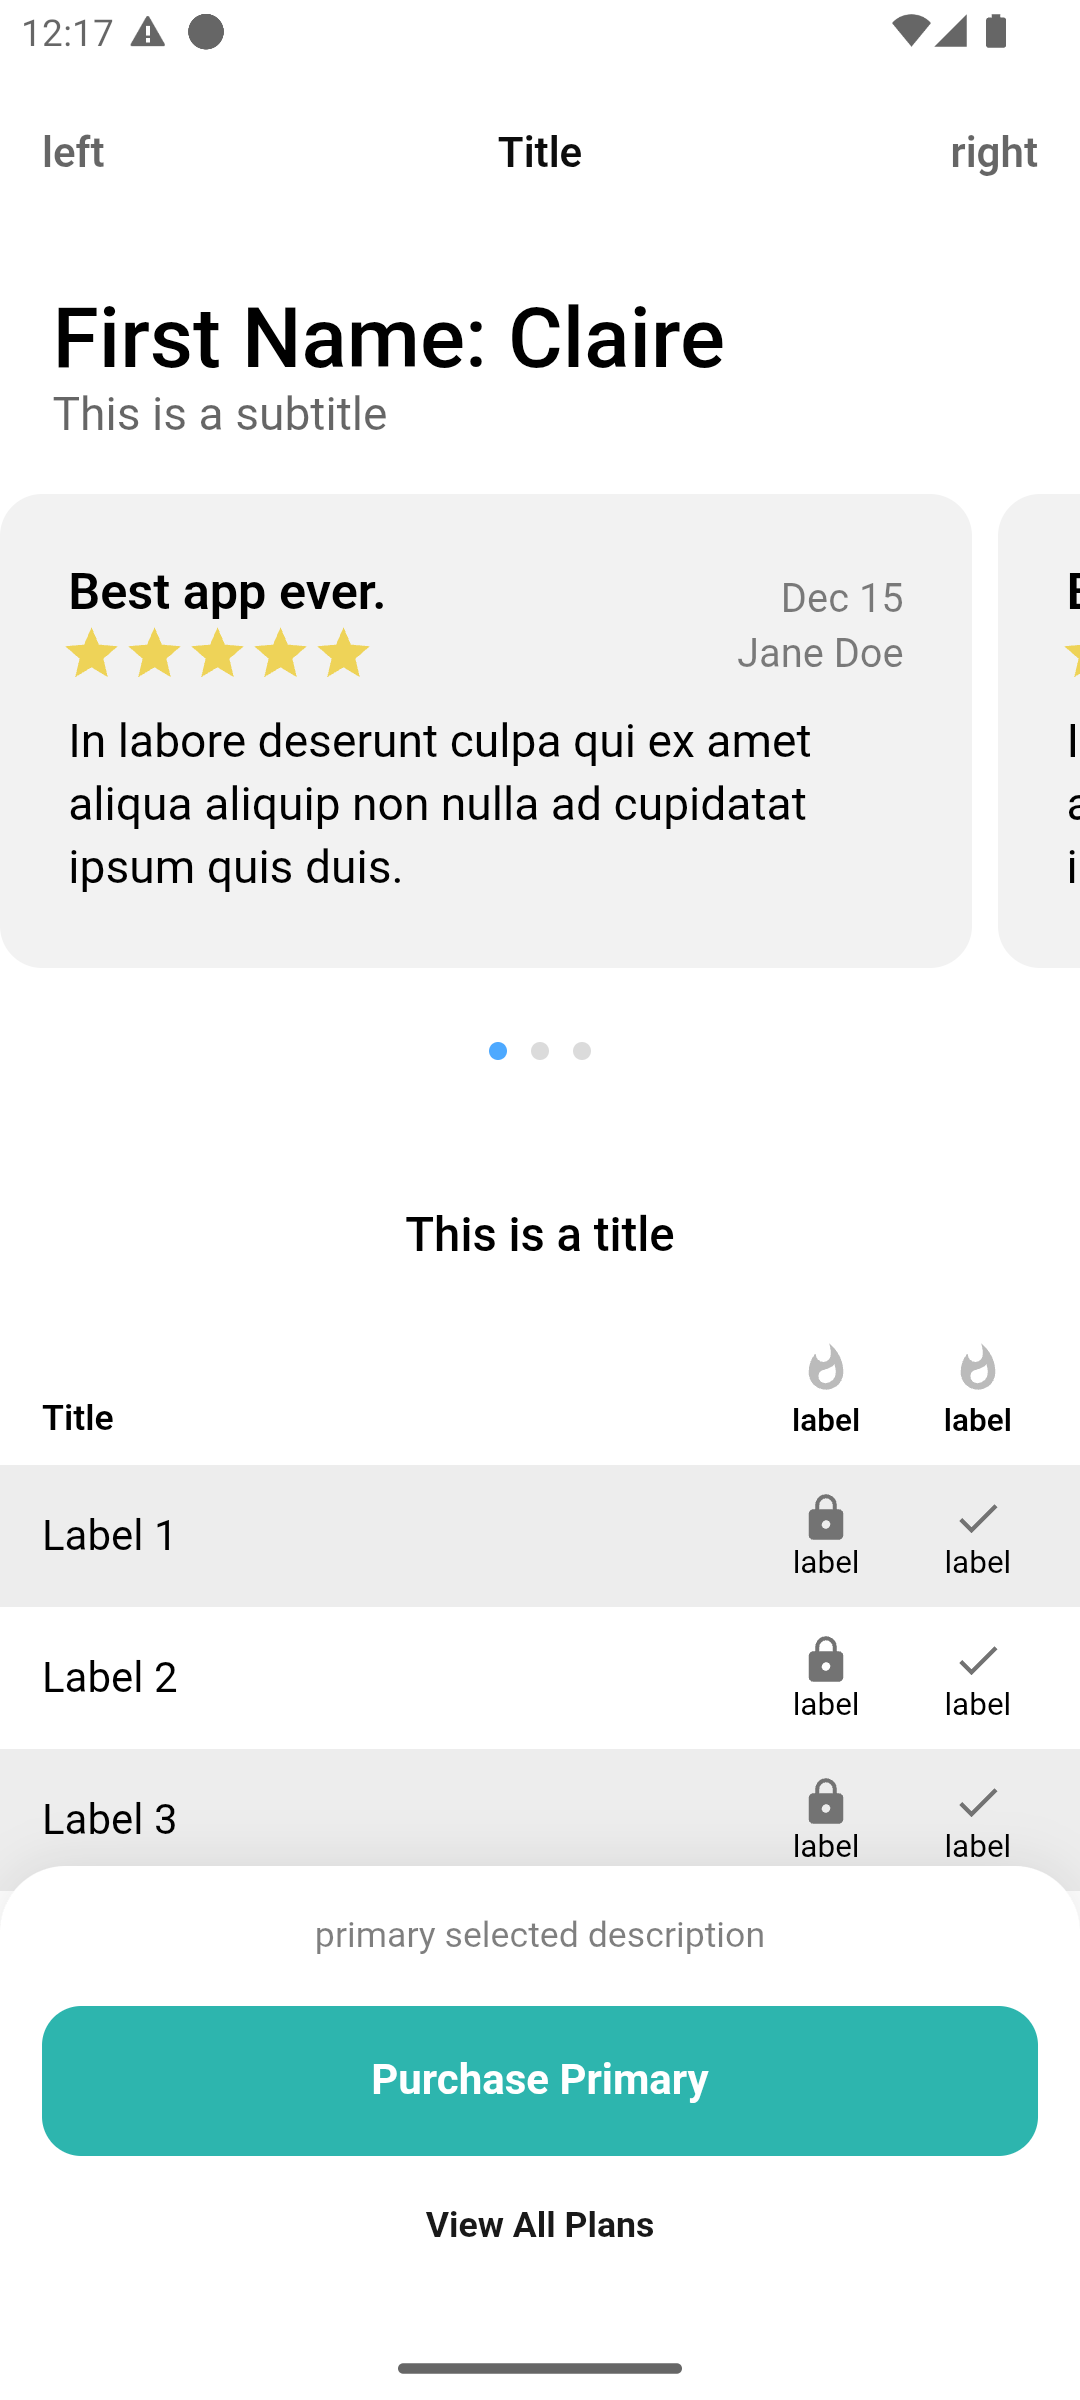 12:17
left Title right
First Name: Claire
This is a subtitle
Best app ever.
Dec 15
Jane Doe
In labore deserunt culpa qui ex amet
aliqua aliquip non nulla ad cupidatat
ipsum quis duis.
This is a title
Title label label
Label 1 label label
Label 2 label label
Label 3 label label
primary selected description
Purchase Primary
View All Plans